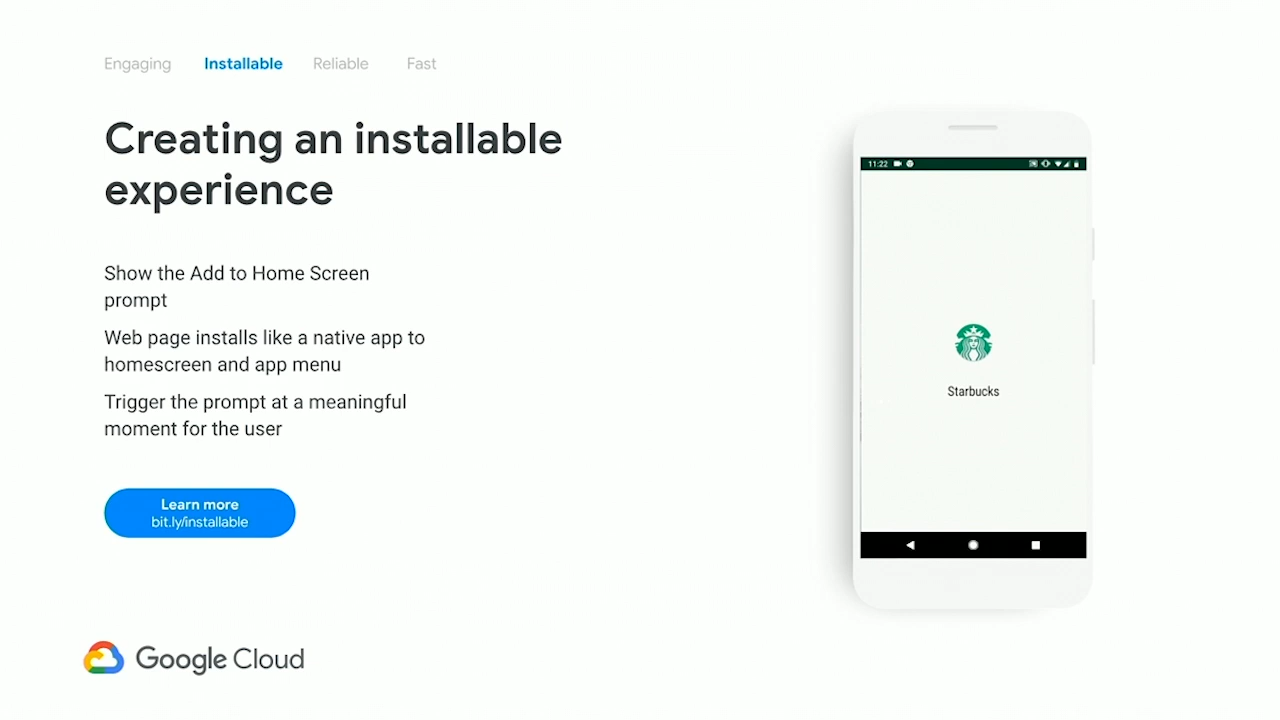 Engaging Installable Reliable Fast
Creating an installable
experience
Show the Add to Home Screen
prompt
Web page installs like a native app to
homescreen and app menu
Trigger the prompt at a meaningful
moment for the user
Learn more
bit.ly/installable
11:22
Starbucks
Google Cloud